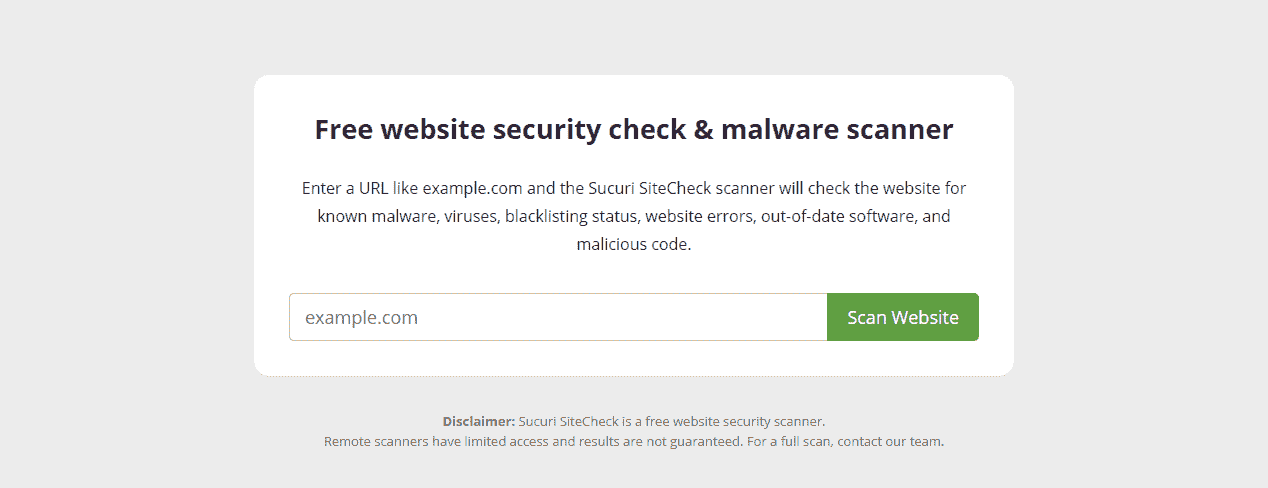 Free website security check & malware scanner
Enter a URL like example.com and the Sucuri SiteCheck scanner will check the website for
known malware, viruses, blacklisting status, website errors, out-of-date software, and
malicious code.
example.com
Scan Website
Disclaimer: Sucuri SiteCheck is a free website security scanner.
Remote scanners have limited access and results are not guaranteed. For a full scan, contact our team.